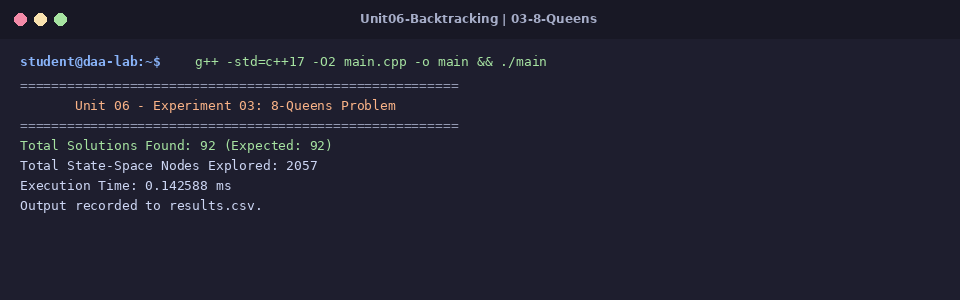 Unit06-Backtracking | 03-8-Queens
student@daa-lab:~$ g++ -std=c++17 -O2 main.cpp -o main && ./main
========================================================
Unit 06 - Experiment 03: 8-Queens Problem
========================================================
Total Solutions Found: 92 (Expected: 92)
Total State-Space Nodes Explored: 2057
Execution Time: 0.142588 ms
Output recorded to results.csv.